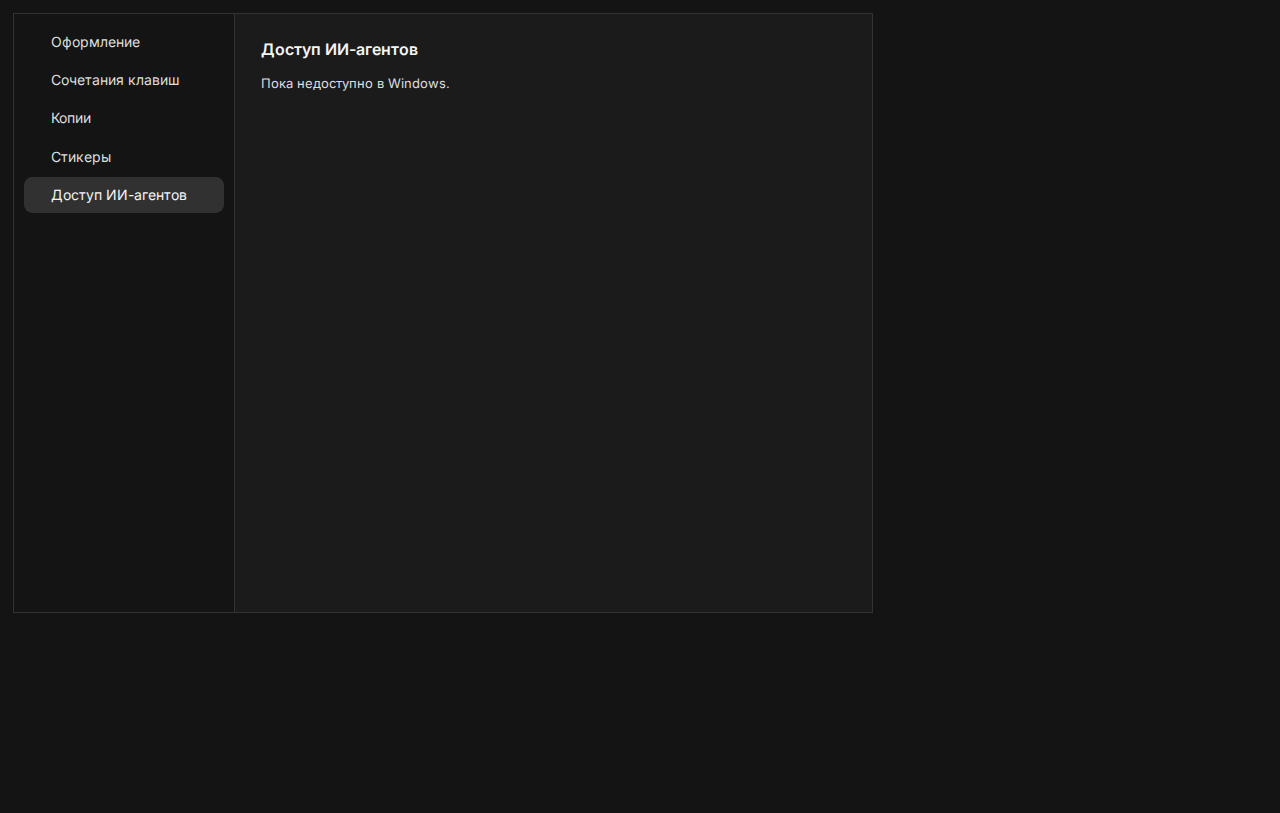 Оформление
Сочетания клавиш
Копии
Стикеры
Доступ ИИ-агентов
Доступ ИИ-агентов
Пока недоступно в Windows.